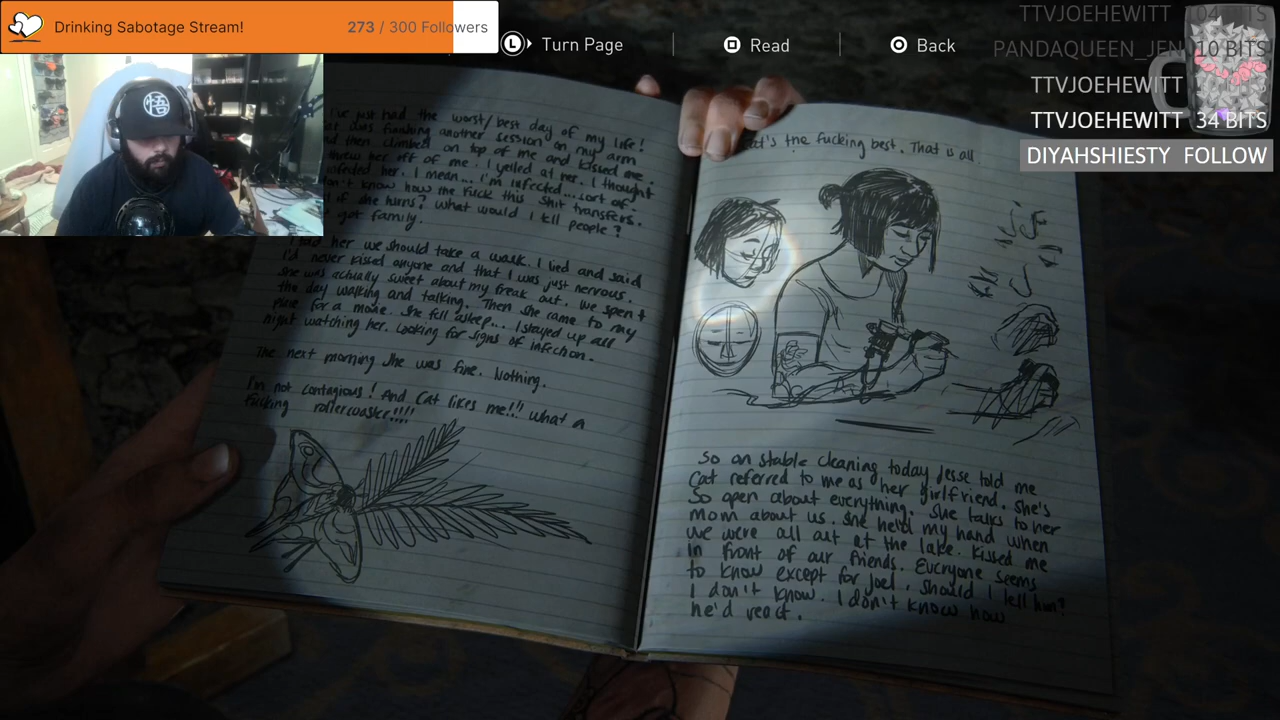 Drinking Sabotage Stream!
273 / 300 Followers
L Turn Page
Read
Back
TTVJOEHEWITT 104 BITS
PANDAQUEEN_JEN 10 BITS
TTVJOEHEWITT BITS
TTVJOEHEWITT 34 BITS
DIYAHSHIESTY FOLLOW
I've just had the worst/best day of my life!
was finishing another session on my arm
then climbed on top of me and kissed me.
threw her off of me. I yelled at her. I thought
infected her. I mean... I'm infected....sort of.
don't know how the fuck this shit transfers.
if she turns? What would I tell people?
got family.
her we should take a walk. I lied and said
I'd never kissed anyone and that I was just nervous.
She was actually sweet about my freak out. We spent
the day walking and talking. Then she came to my
place for a movie. She fell asleep... I stayed up all
night watching her. Looking for signs of infection.
The next morning she was fine. Nothing.
I'm not contagious! And Cat likes me!!! What a
fucking rollercoaster!!!!
Cat's the fucking best. That is all
So on stable cleaning today Jesse told me
Cat referred to me as her girlfriend. She's
So open about everything. She talks to her
mom about us. She held my hand when
we were all out at the lake. Kissed me
in front of our friends. Everyone seems
to know except for Joel. Should I tell him?
I don't know. I don't know how
he'd react.